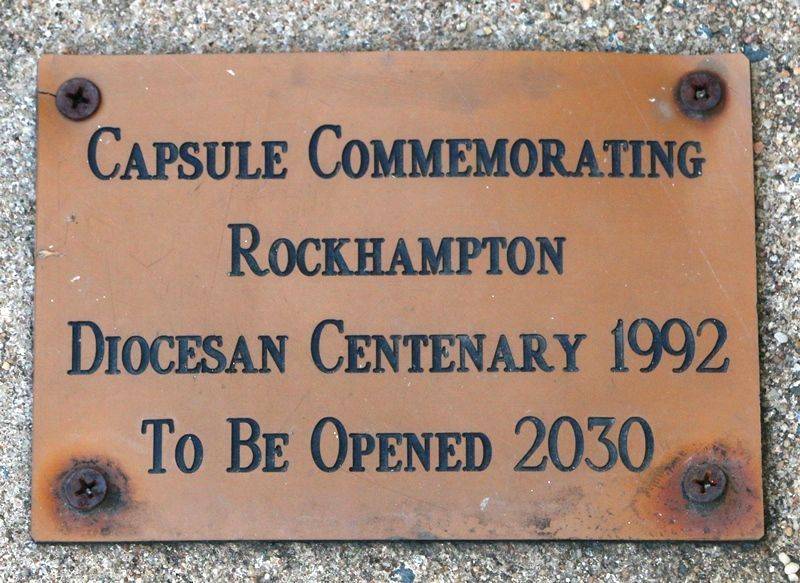 Capsule Commemorating
Rockhampton
Diocesan Centenary 1992
To Be Opened 2030